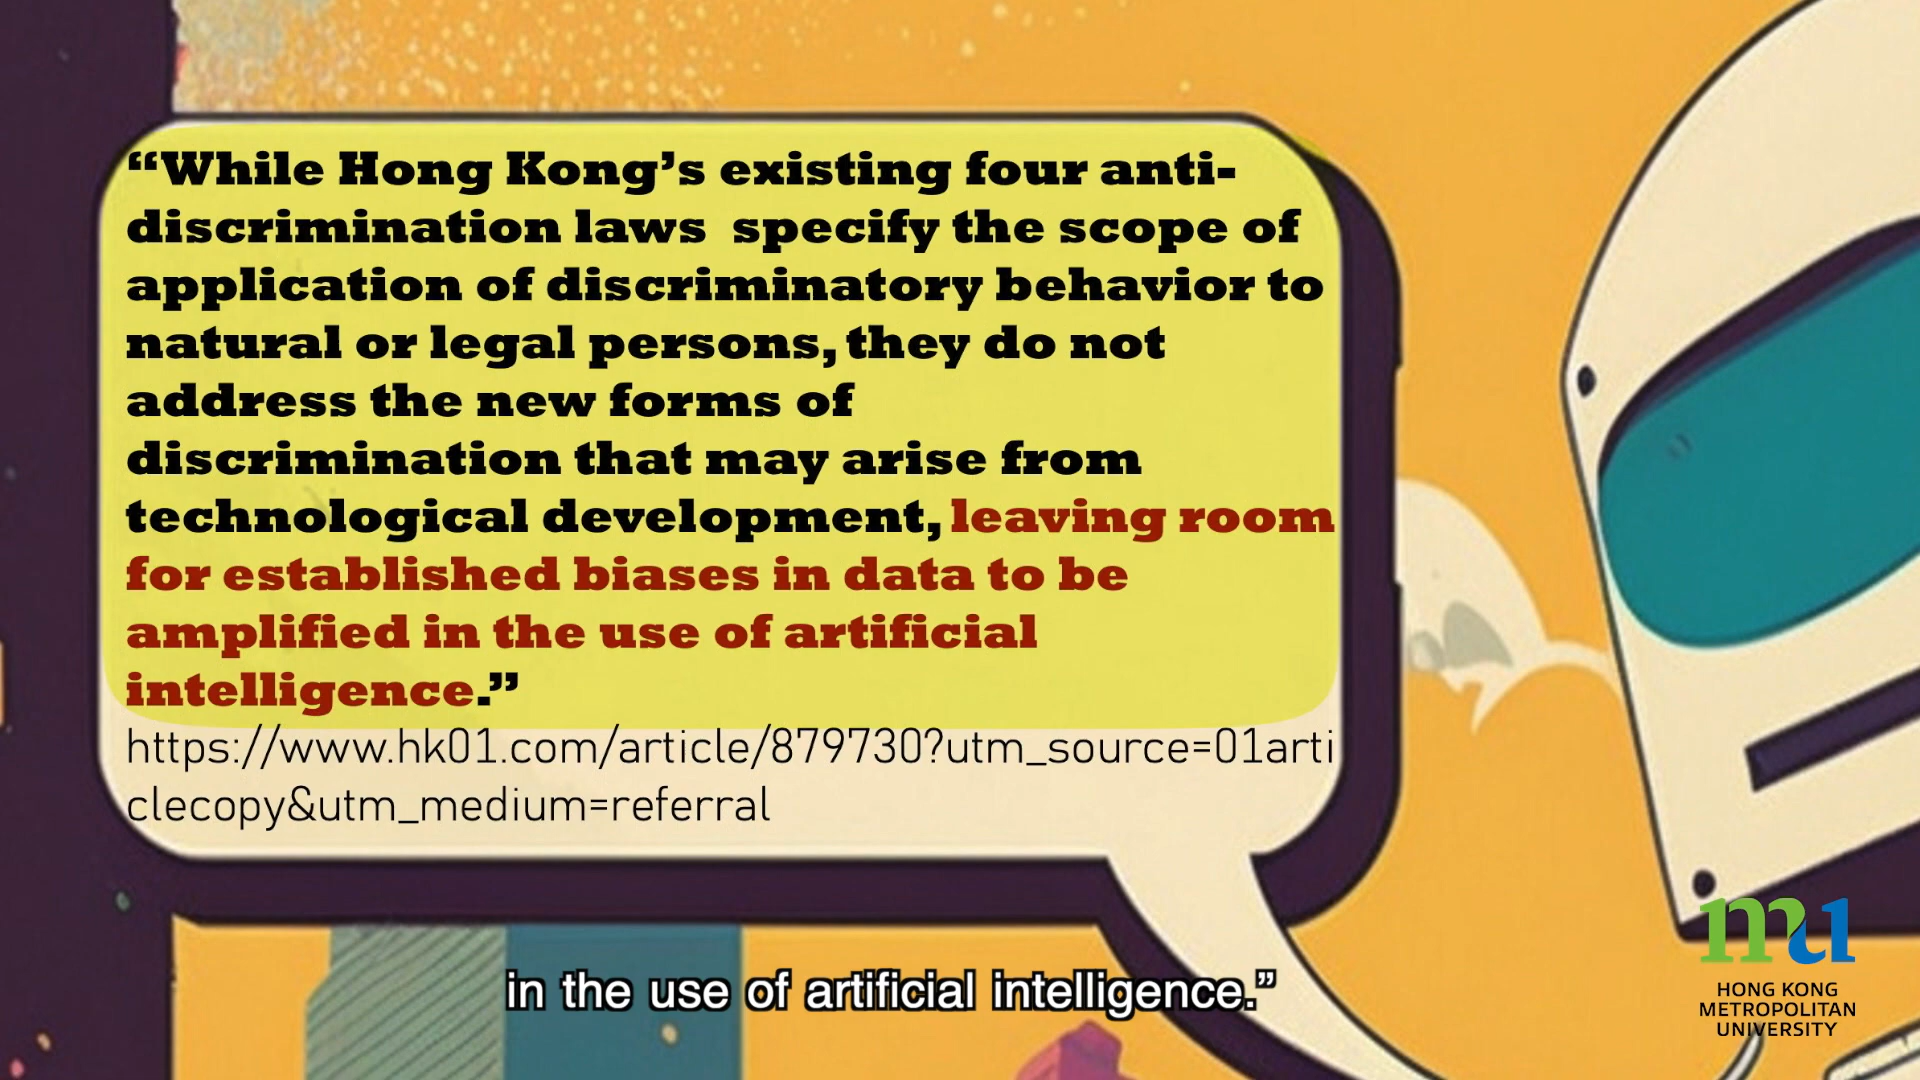 “While Hong Kong’s existing four anti-
discrimination laws  specify the scope of
application of discriminatory behavior to
natural or legal persons, they do not
address the new forms of
discrimination that may arise from
technological development, leaving room
for established biases in data to be
amplified in the use of artificial
intelligence.”
https://www.hk01.com/article/879730?utm_source=01arti
clecopy&utm_medium=referral
in the use of artificial intelligence.”
mu
HONG KONG
METROPOLITAN
UNIVERSITY